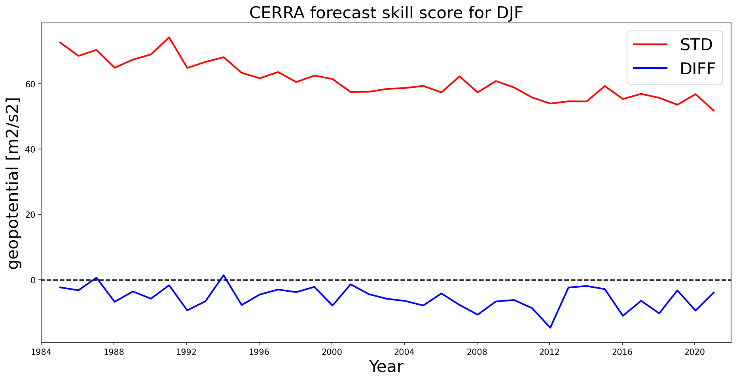 CERRA forecast skill score for DJF
STD
DIFF
geopotential [m2/s2]
60
40
20
0
1984 1988 1992 1996 2000 2004 2008 2012 2016 2020
Year